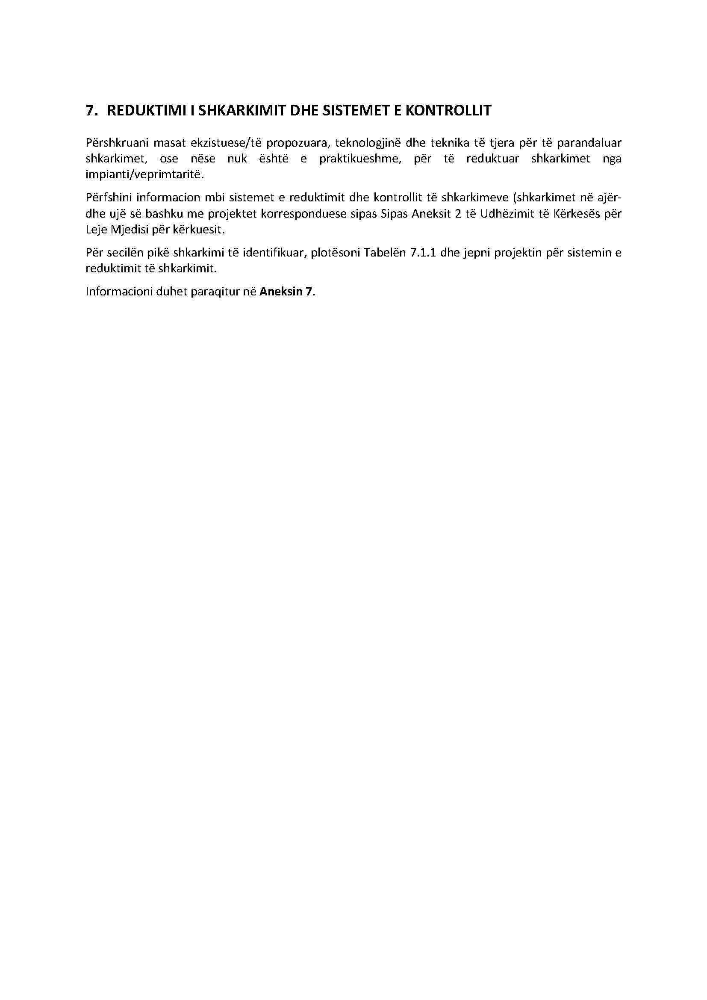 7. REDUKTIMI I SHKARKIMIT DHE SISTEMET E KONTROLLIT
Përshkruani masat ekzistuese/të propozuara, teknologjinë dhe teknika të tjera për të parandaluar
shkarkimet, ose nëse nuk është e praktikueshme, për të reduktuar shkarkimet nga
impianti/veprimtaritë.
Përfshini informacion mbi sistemet e reduktimit dhe kontrollit të shkarkimeve (shkarkimet në ajër-
dhe ujë së bashku me projektet korresponduese sipas Sipas Aneksit 2 të Udhëzimit të Kërkesës për
Leje Mjedisi për kërkuesit.
Për secilën pikë shkarkimi të identifikuar, plotësoni Tabelën 7.1.1 dhe jepni projektin për sistemin e
reduktimit të shkarkimit.
Informacioni duhet paraqitur në Aneksin 7.